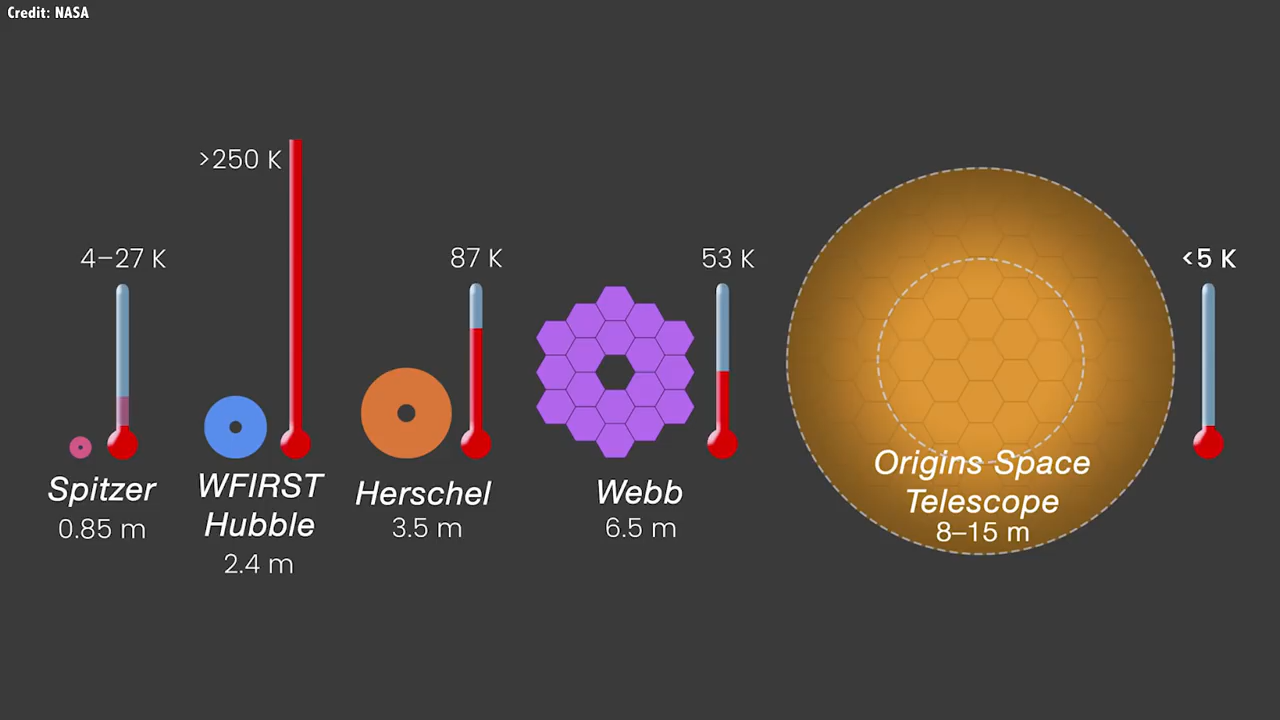 Credit: NASA
4–27 K
>250 K
87 K
53 K
<5 K
Spitzer
0.85 m
WFIRST
Hubble
2.4 m
Herschel
3.5 m
Webb
6.5 m
Origins Space
Telescope
8–15 m